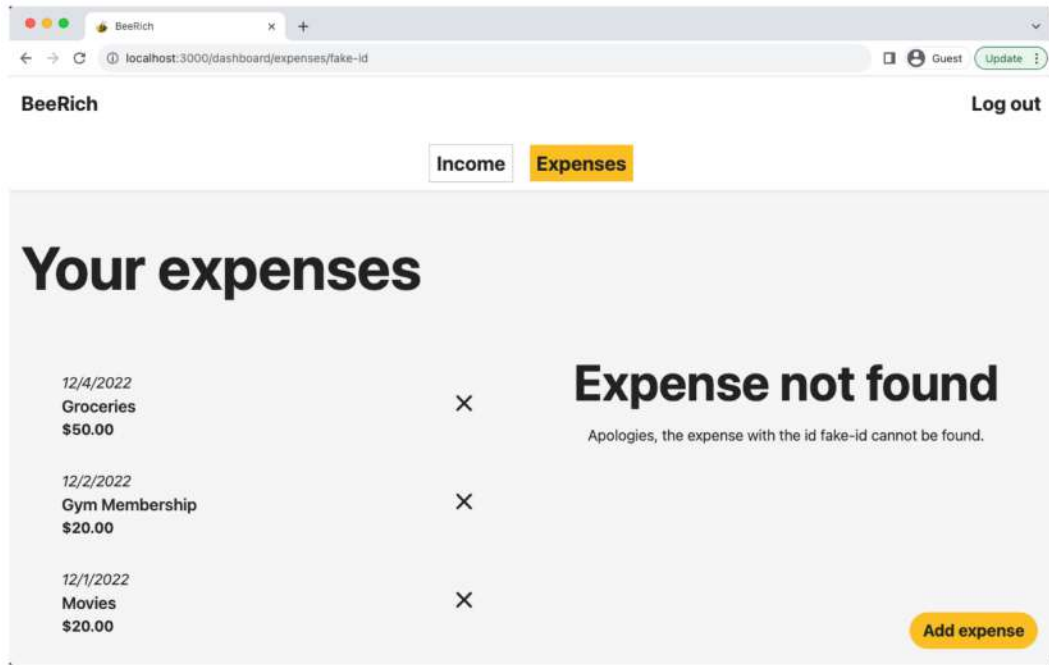 BeeRich
localhost:3000/dashboard/expenses/fake-id
Guest
Update
BeeRich
Log out
Income
Expenses
Your expenses
12/4/2022
Groceries
$50.00
12/2/2022
Gym Membership
$20.00
12/1/2022
Movies
$20.00
Expense not found
Apologies, the expense with the id fake-id cannot be found.
Add expense